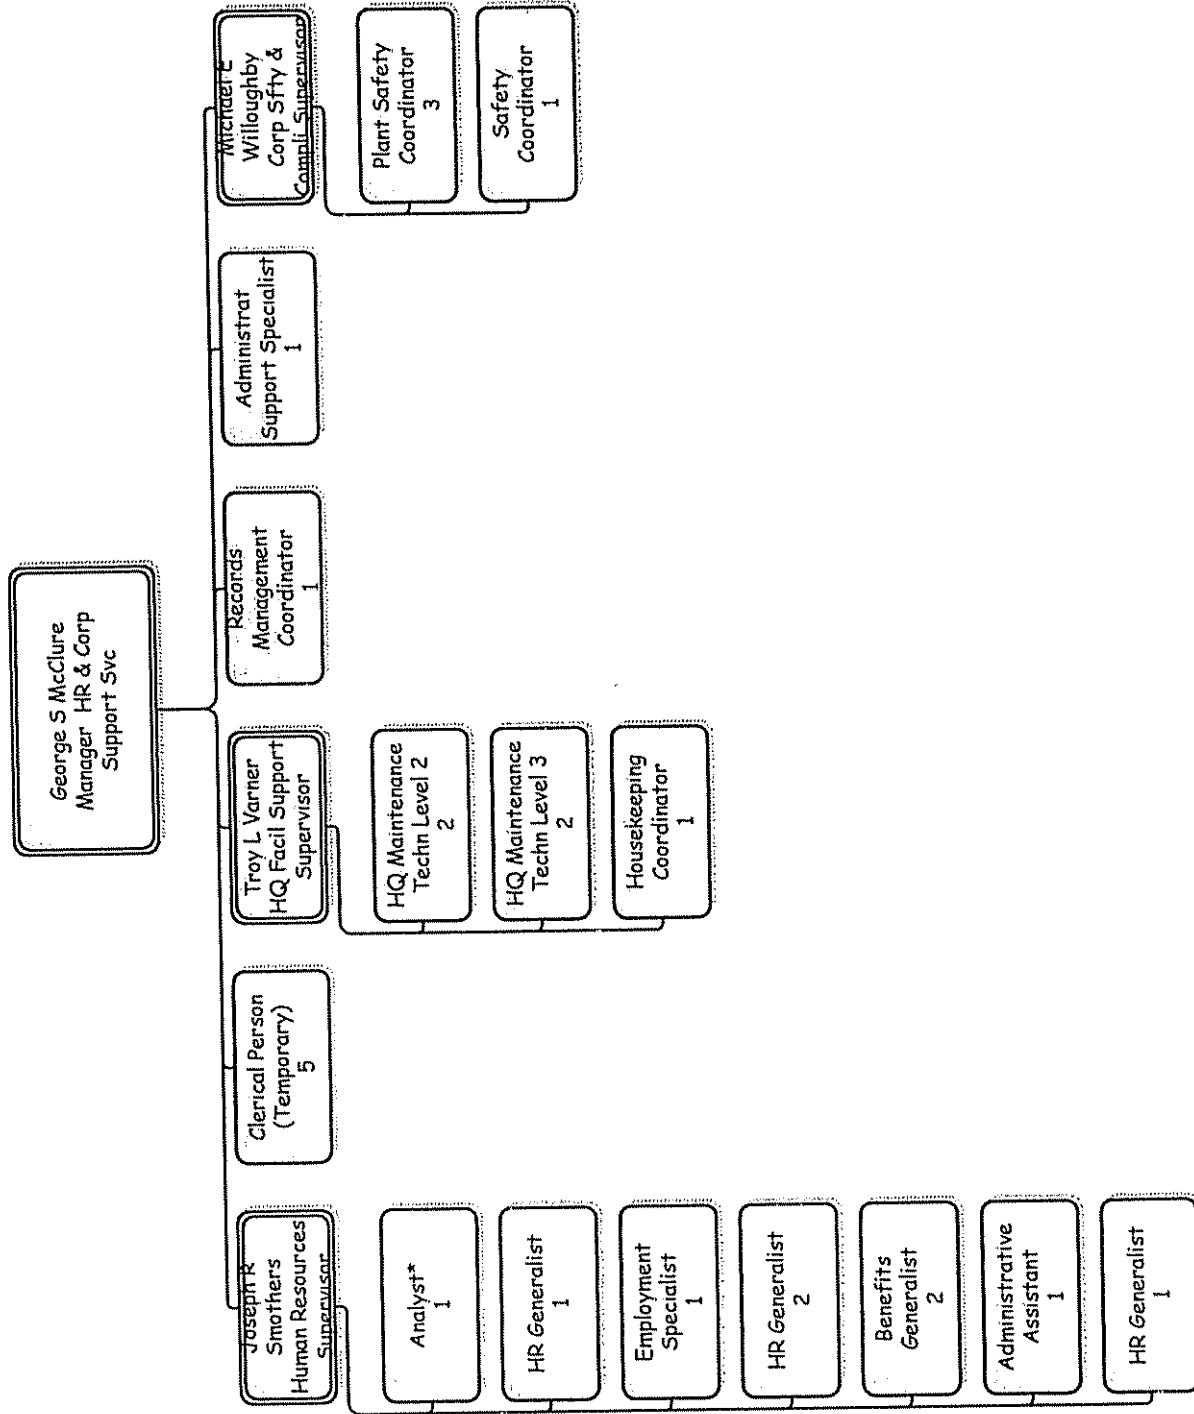 George S McClure
Manager HR & Corp
Support Svc
Joseph R
Smothers
Human Resources
Supervisor
Analyst*
1
HR Generalist
1
Employment
Specialist
1
HR Generalist
2
Benefits
Generalist
2
Administrative
Assistant
1
HR Generalist
1
Clerical Person
(Temporary)
5
Troy L Varner
HQ Facil Support
Supervisor
HQ Maintenance
Techn Level 2
2
HQ Maintenance
Techn Level 3
2
Housekeeping
Coordinator
1
Records
Management
Coordinator
1
Administrat
Support Specialist
1
Michael E
Willoughby
Corp Sfty &
Compli Supervisor
Plant Safety
Coordinator
3
Safety
Coordinator
1